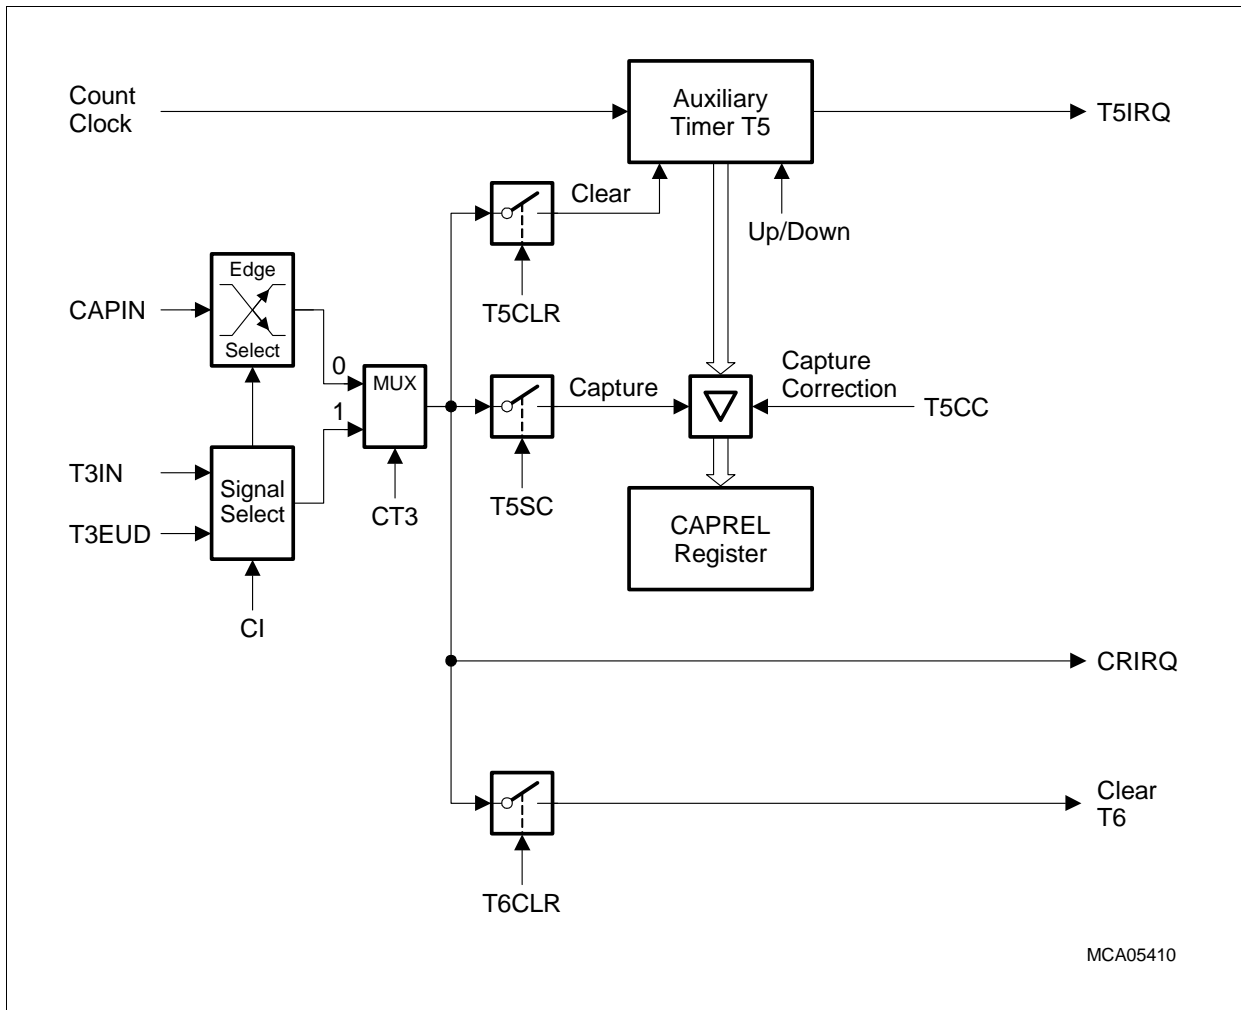 Count
Clock
Auxiliary
Timer T5
T5IRQ
Clear
Up/Down
T5CLR
CAPIN
Edge
Select
0
1
MUX
Capture
Capture
Correction
T5CC
T3IN
T3EUD
Signal
Select
CT3
T5SC
CAPREL
Register
CI
CRIRQ
Clear
T6
T6CLR
MCA05410